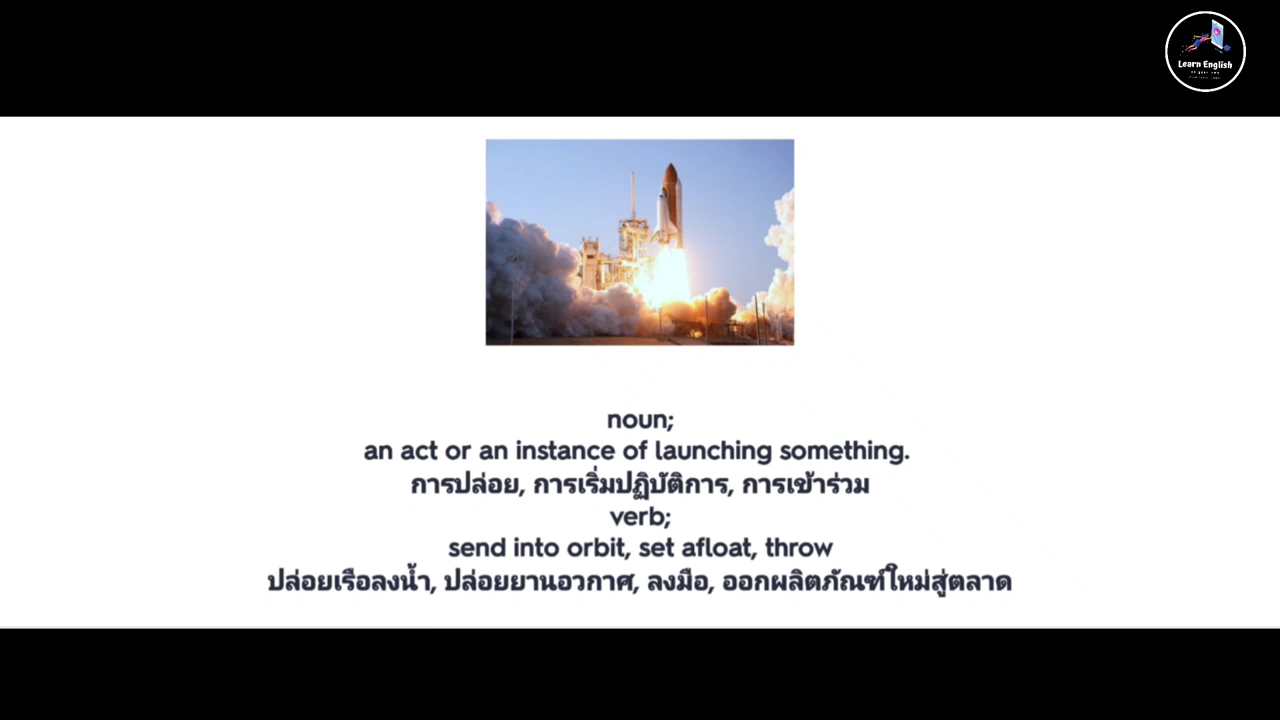 Learn English
noun;
an act or an instance of launching something.
การปล่อย, การเริ่มปฏิบัติการ, การเข้าร่วม
verb;
send into orbit, set afloat, throw
ปล่อยเรือลงน้ำ, ปล่อยยานอวกาศ, ลงมือ, ออกผลิตภัณฑ์ใหม่สู่ตลาด